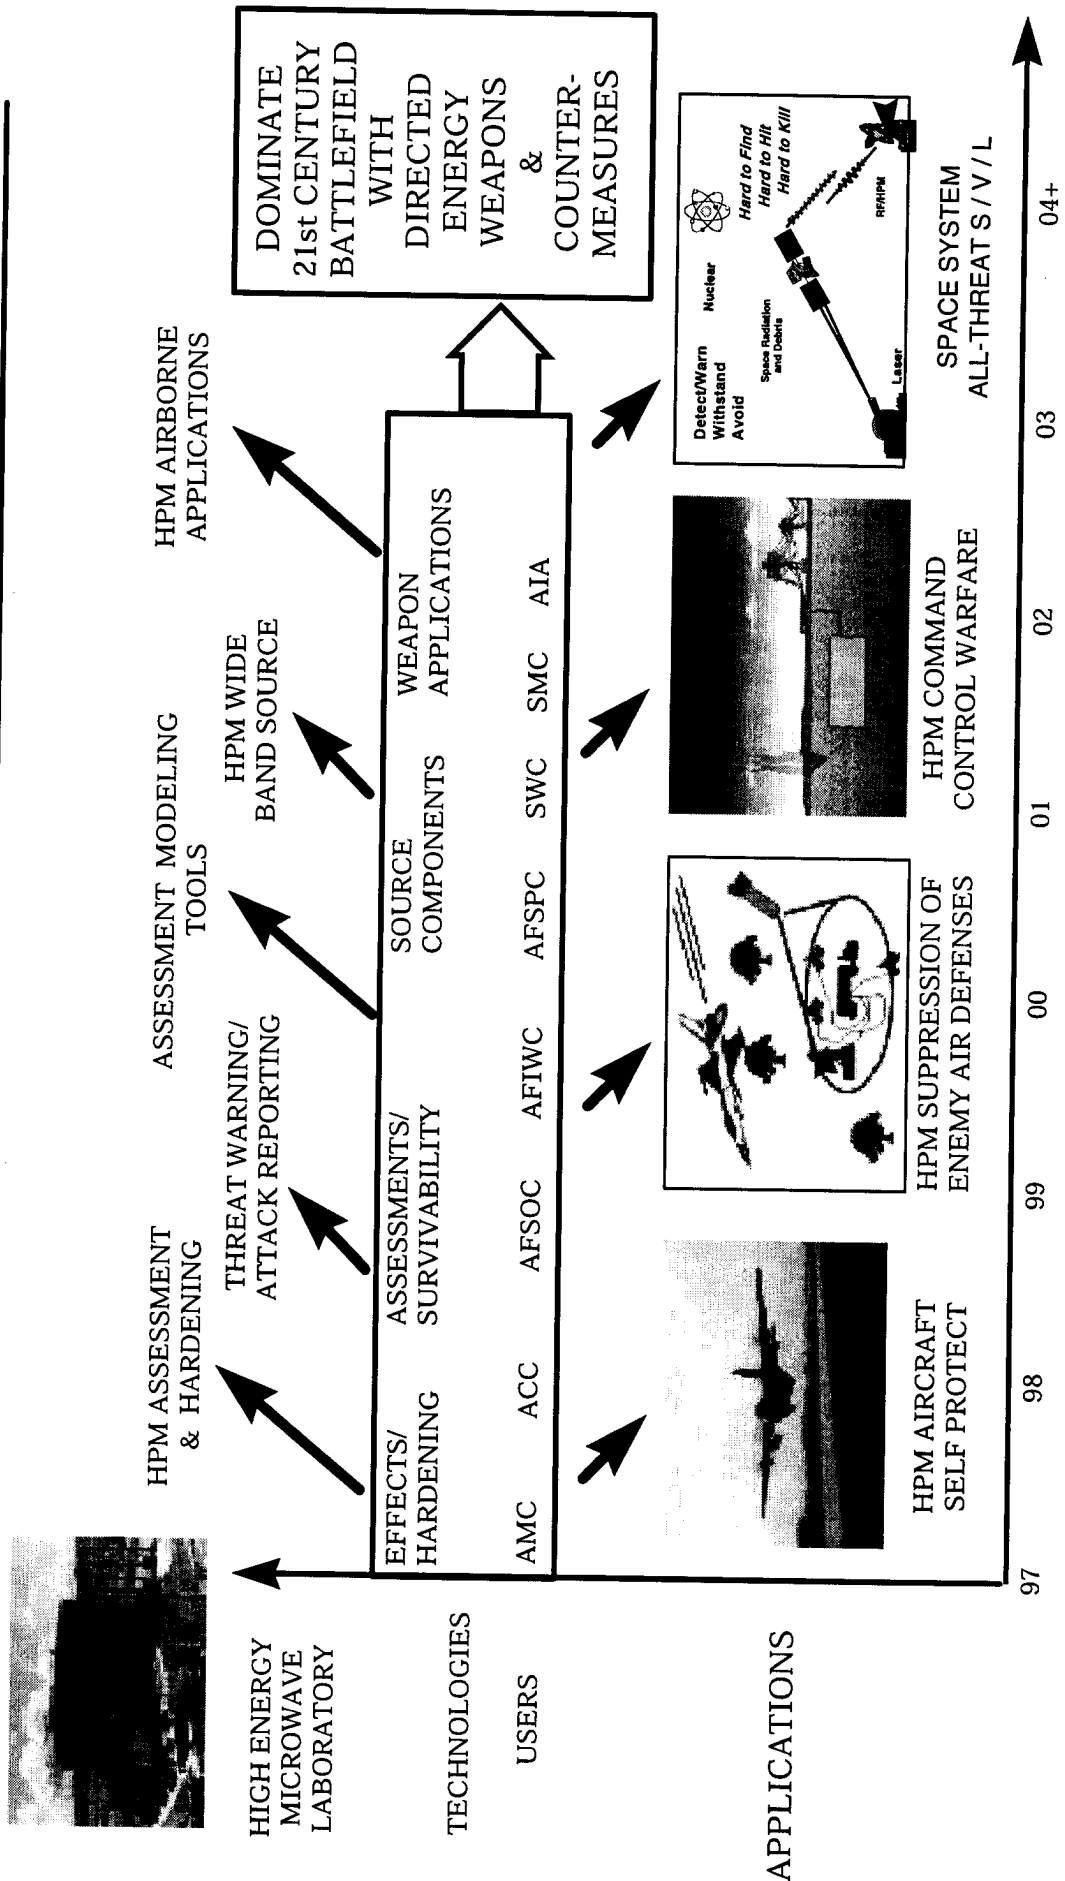 HIGH ENERGY
MICROWAVE
LABORATORY
HPM ASSESSMENT
& HARDENING
THREAT WARNING/
ATTACK REPORTING
ASSESSMENT MODELING
TOOLS
HPM WIDE
BAND SOURCE
HPM AIRBORNE
APPLICATIONS
TECHNOLOGIES
EFFECTS/
HARDENING
ASSESSMENTS/
SURVIVABILITY
SOURCE
COMPONENTS
WEAPON
APPLICATIONS
USERS
AMC
ACC
AFSOC
AFIWC
AFSPC
SWC
SMC
AIA
DOMINATE
21st CENTURY
BATTLEFIELD
WITH
DIRECTED
ENERGY
WEAPONS
&
COUNTER-
MEASURES
APPLICATIONS
HPM AIRCRAFT
SELF PROTECT
HPM SUPPRESSION OF
ENEMY AIR DEFENSES
HPM COMMAND
CONTROL WARFARE
Detect/Warn
Withstand
Avoid
Nuclear
Hard to Find
Hard to Hit
Hard to Kill
Space Radiation
and Debris
Laser
RF/HPM
SPACE SYSTEM
ALL-THREAT S / V / L
97
98
99
00
01
02
03
04+